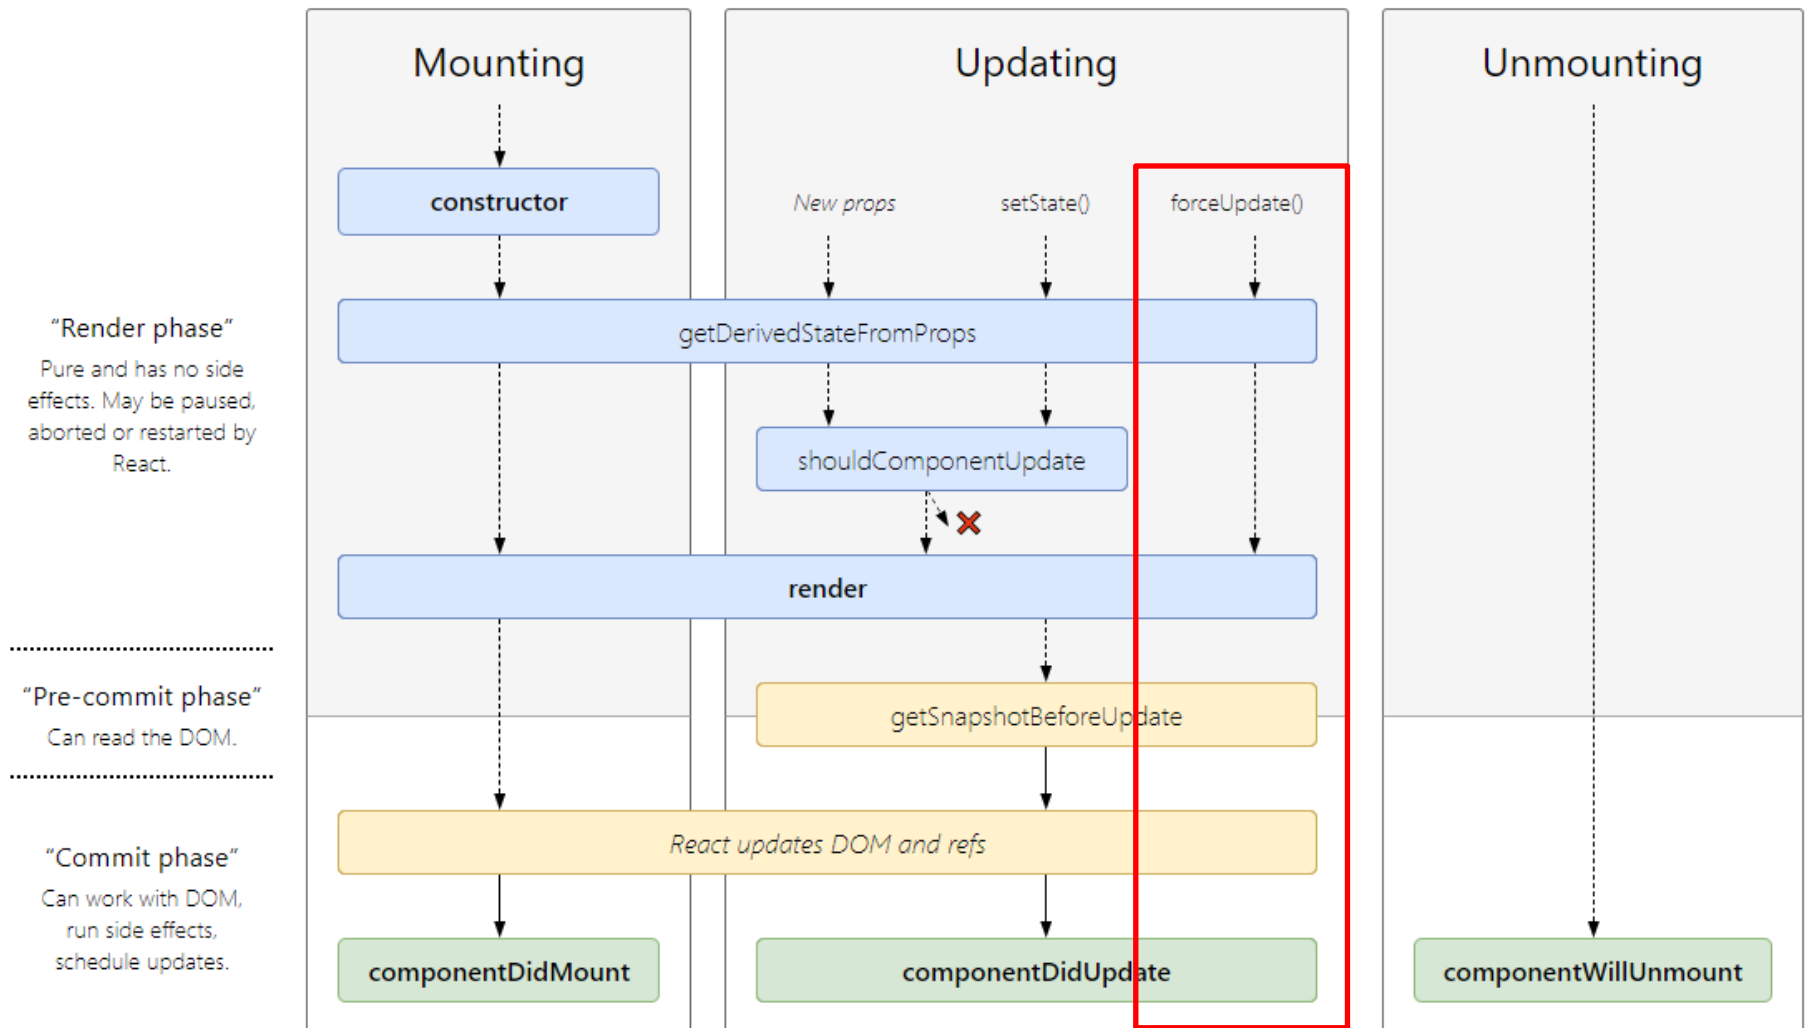 Mounting
Updating
Unmounting
constructor
New props
setState()
forceUpdate()
“Render phase”
Pure and has no side
effects. May be paused,
aborted or restarted by
React.
getDerivedStateFromProps
shouldComponentUpdate
render
“Pre-commit phase”
Can read the DOM.
getSnapshotBeforeUpdate
“Commit phase”
Can work with DOM,
run side effects,
schedule updates.
React updates DOM and refs
componentDidMount
componentDidUpdate
componentWillUnmount